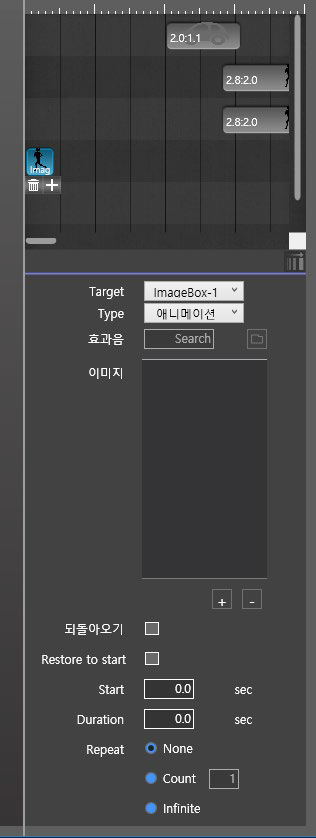 2.0:1.1
2.8:2.0
2.8:2.0
Imag
Target ImageBox-1
Type 애니메이션
효과음 Search
이미지
+ -
되돌아오기
Restore to start
Start 0.0 sec
Duration 0.0 sec
Repeat None
Count 1
Infinite